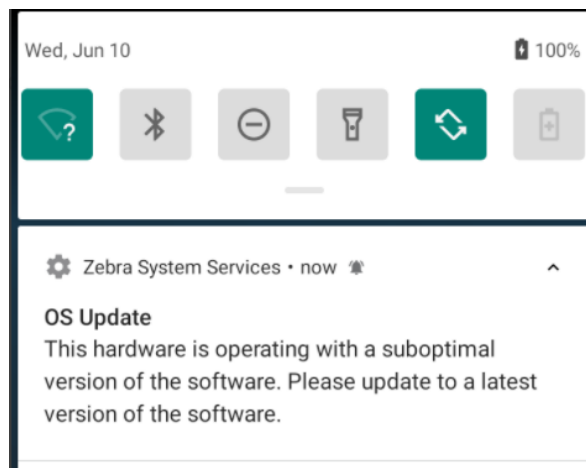 Wed, Jun 10
100%
?
Zebra System Services • now
OS Update
This hardware is operating with a suboptimal
version of the software. Please update to a latest
version of the software.